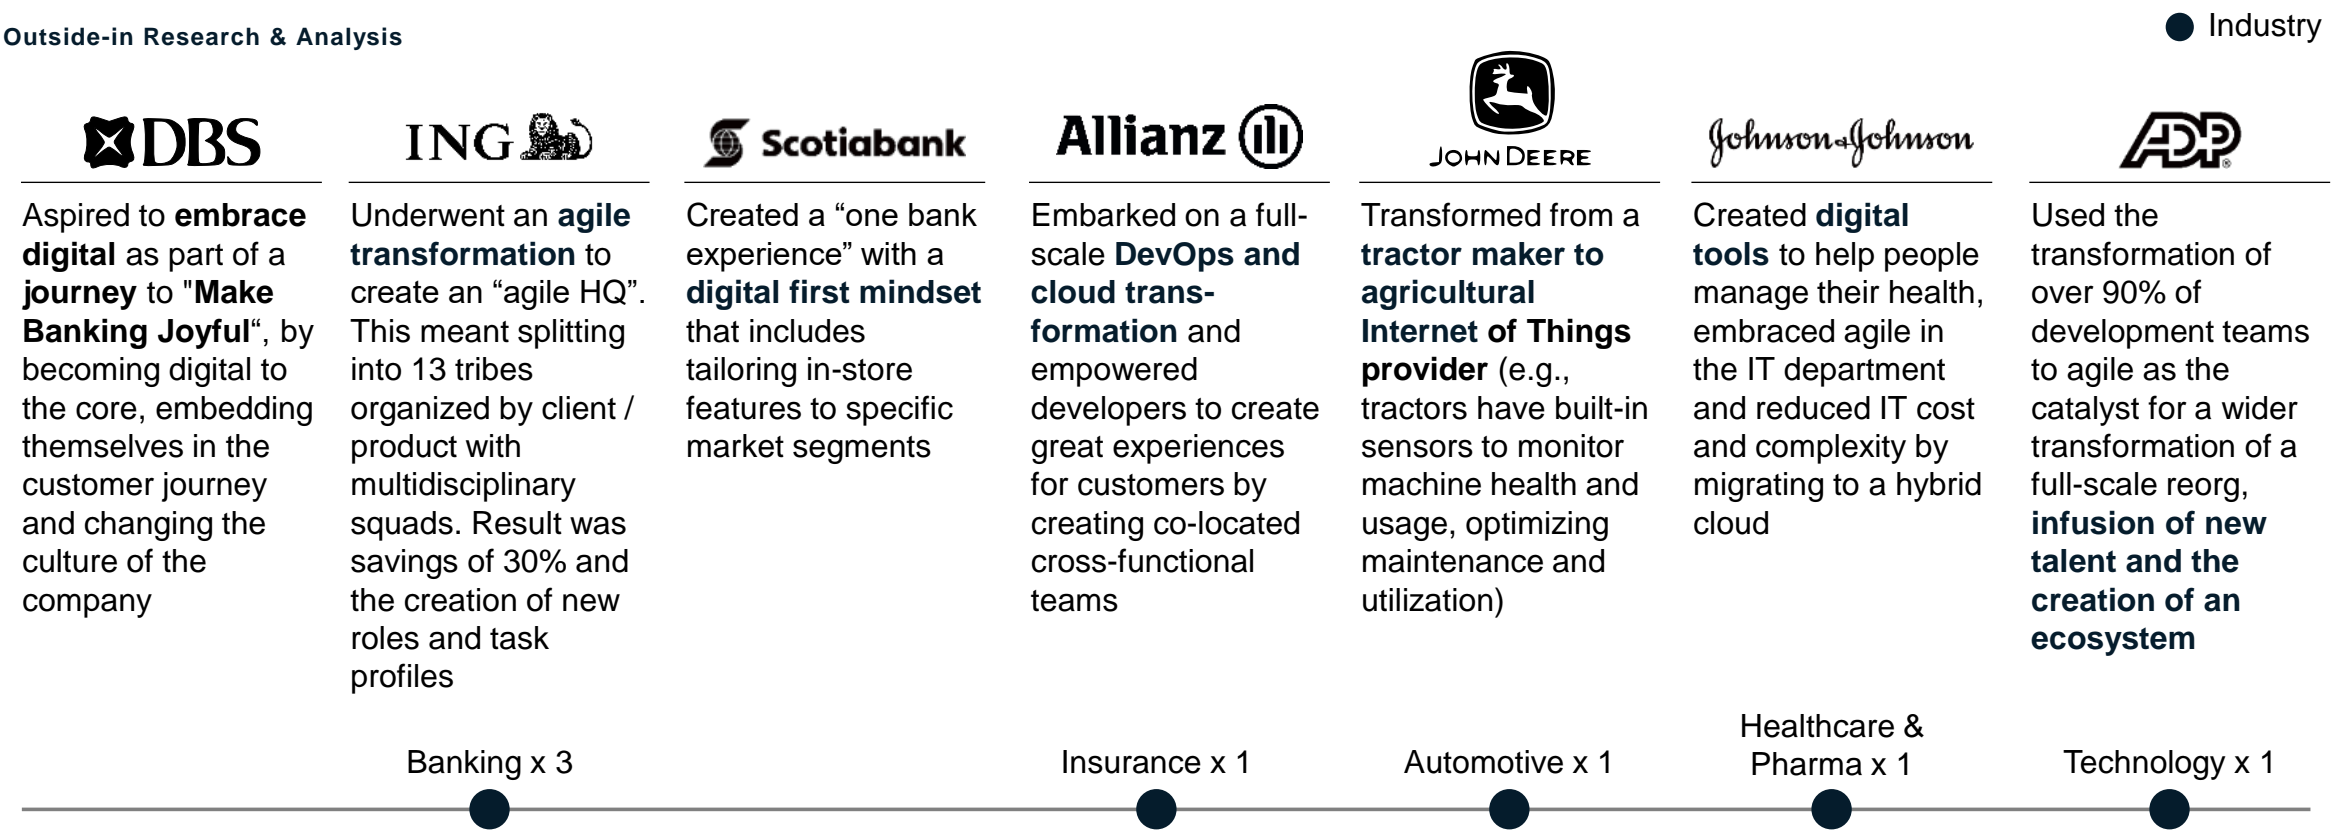 Outside-in Research & Analysis
Industry
DBS
Aspired to embrace
digital as part of a
journey to "Make
Banking Joyful“, by
becoming digital to
the core, embedding
themselves in the
customer journey
and changing the
culture of the
company
ING
Underwent an agile
transformation to
create an “agile HQ”.
This meant splitting
into 13 tribes
organized by client /
product with
multidisciplinary
squads. Result was
savings of 30% and
the creation of new
roles and task
profiles
Scotiabank
Created a “one bank
experience” with a
digital first mindset
that includes
tailoring in-store
features to specific
market segments
Allianz
Embarked on a full-
scale DevOps and
cloud trans-
formation and
empowered
developers to create
great experiences
for customers by
creating co-located
cross-functional
teams
JOHN DEERE
Transformed from a
tractor maker to
agricultural
Internet of Things
provider (e.g.,
tractors have built-in
sensors to monitor
machine health and
usage, optimizing
maintenance and
utilization)
Johnson&Johnson
Created digital
tools to help people
manage their health,
embraced agile in
the IT department
and reduced IT cost
and complexity by
migrating to a hybrid
cloud
ADP®
Used the
transformation of
over 90% of
development teams
to agile as the
catalyst for a wider
transformation of a
full-scale reorg,
infusion of new
talent and the
creation of an
ecosystem
Banking x 3
Insurance x 1
Automotive x 1
Healthcare &
Pharma x 1
Technology x 1